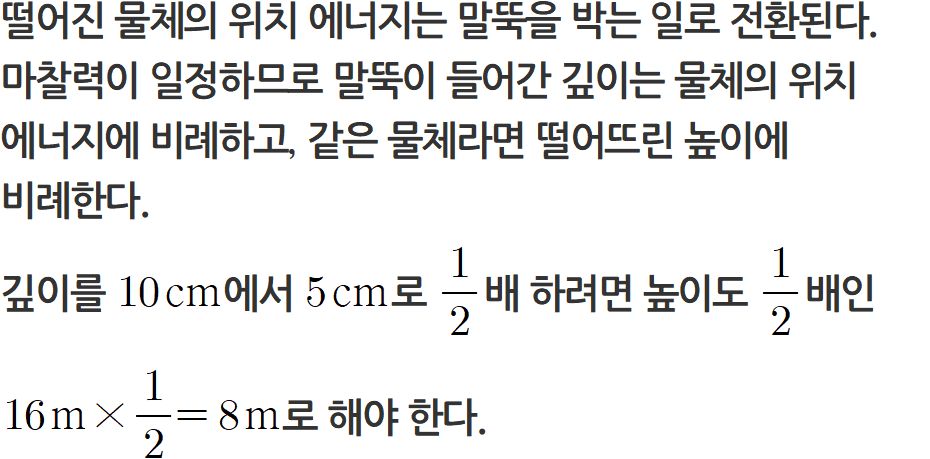 떨어진 물체의 위치 에너지는 말뚝을 박는 일로 전환된다.
마찰력이 일정하므로 말뚝이 들어간 깊이는 물체의 위치
에너지에 비례하고, 같은 물체라면 떨어뜨린 높이에
비례한다.
깊이를 10cm에서 5cm로 1/2배 하려면 높이도 1/2배인
16m × 1/2 = 8m로 해야 한다.